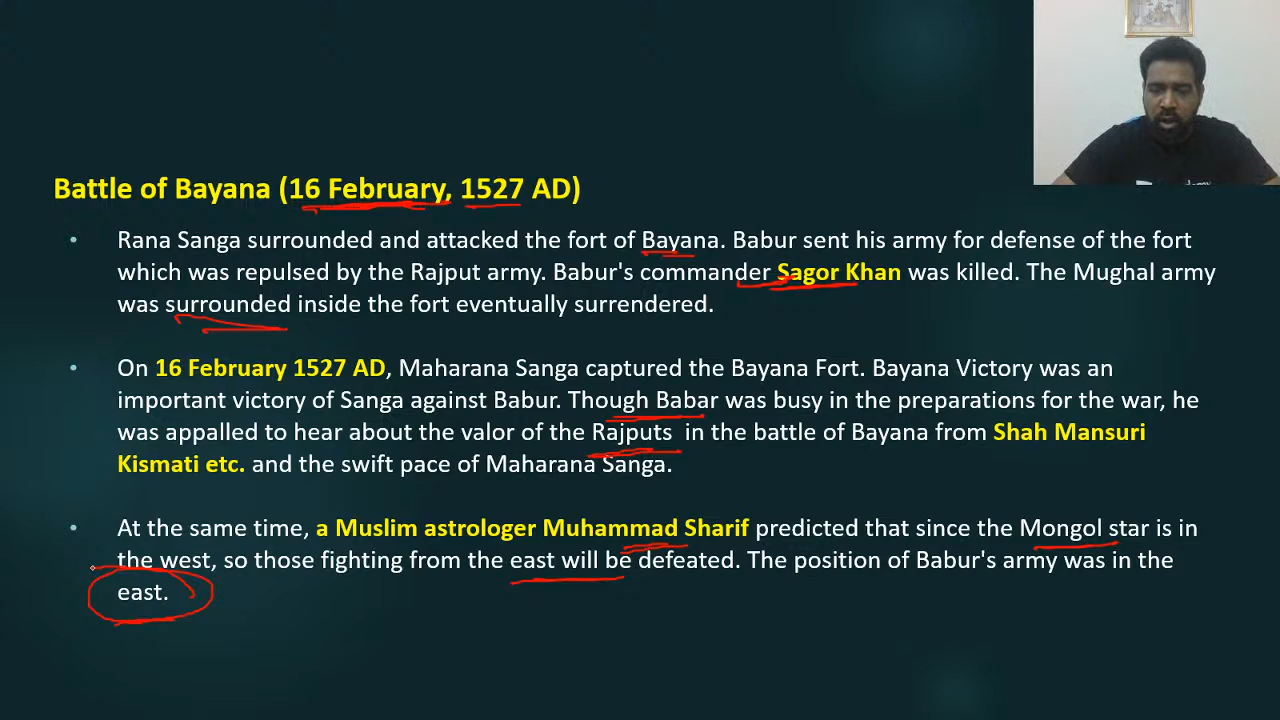 Battle of Bayana (16 February, 1527 AD)
• Rana Sanga surrounded and attacked the fort of Bayana. Babur sent his army for defense of the fort
which was repulsed by the Rajput army. Babur's commander Sagor Khan was killed. The Mughal army
was surrounded inside the fort eventually surrendered.
• On 16 February 1527 AD, Maharana Sanga captured the Bayana Fort. Bayana Victory was an
important victory of Sanga against Babur. Though Babar was busy in the preparations for the war, he
was appalled to hear about the valor of the Rajputs in the battle of Bayana from Shah Mansuri
Kismati etc. and the swift pace of Maharana Sanga.
• At the same time, a Muslim astrologer Muhammad Sharif predicted that since the Mongol star is in
the west, so those fighting from the east will be defeated. The position of Babur's army was in the
east.